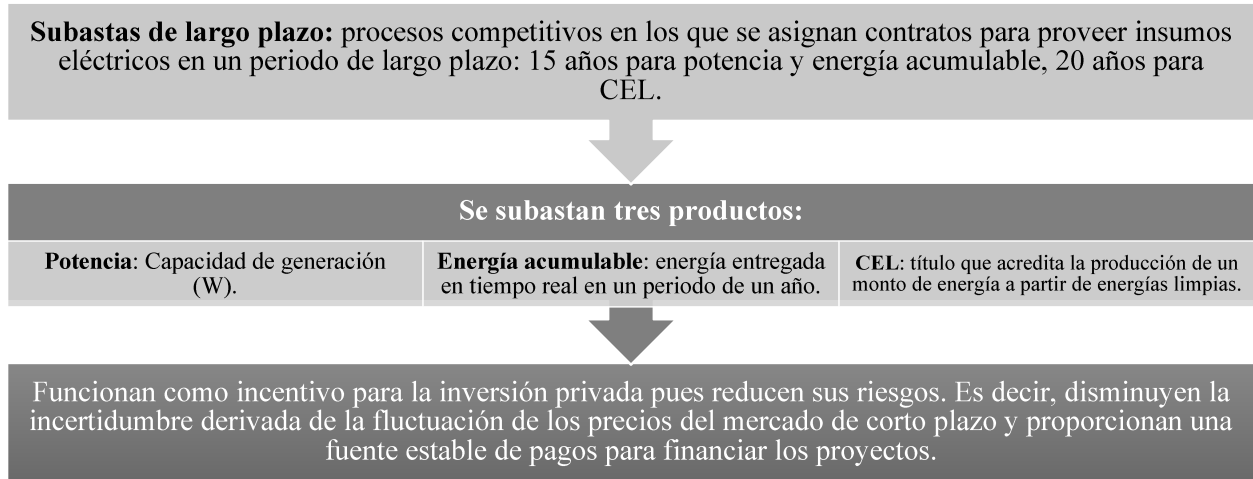 Subastas de largo plazo: procesos competitivos en los que se asignan contratos para proveer insumos
eléctricos en un periodo de largo plazo: 15 años para potencia y energía acumulable, 20 años para
CEL.
Se subastan tres productos:
Potencia: Capacidad de generación
(W).
Energía acumulable: energía entregada
en tiempo real en un periodo de un año.
CEL: título que acredita la producción de un
monto de energía a partir de energías limpias.
Funcionan como incentivo para la inversión privada pues reducen sus riesgos. Es decir, disminuyen la
incertidumbre derivada de la fluctuación de los precios del mercado de corto plazo y proporcionan una
fuente estable de pagos para financiar los proyectos.